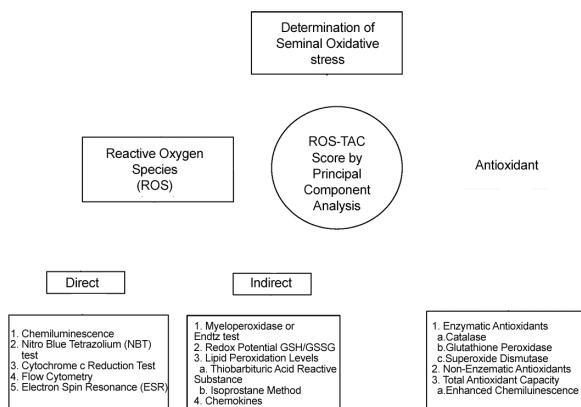 Determination of
Seminal Oxidative
stress
Reactive Oxygen
Species
(ROS)
ROS-TAC
Score by
Principal
Component
Analysis
Antioxidant
Direct
Indirect
1. Chemiluminescence
2. Nitro Blue Tetrazolium (NBT)
test
3. Cytochrome c Reduction Test
4. Flow Cytometry
5. Electron Spin Resonance (ESR)
1. Myeloperoxidase or
Endtz test
2. Redox Potential GSH/GSSG
3. Lipid Peroxidation Levels
a. Thiobarbituric Acid Reactive
Substance
b. Isoprostane Method
4. Chemokines
1. Enzymatic Antioxidants
a.Catalase
b.Glutathione Peroxidase
c.Superoxide Dismutase
2. Non-Enzematic Antioxidants
3. Total Antioxidant Capacity
a.Enhanced Chemiluinescence